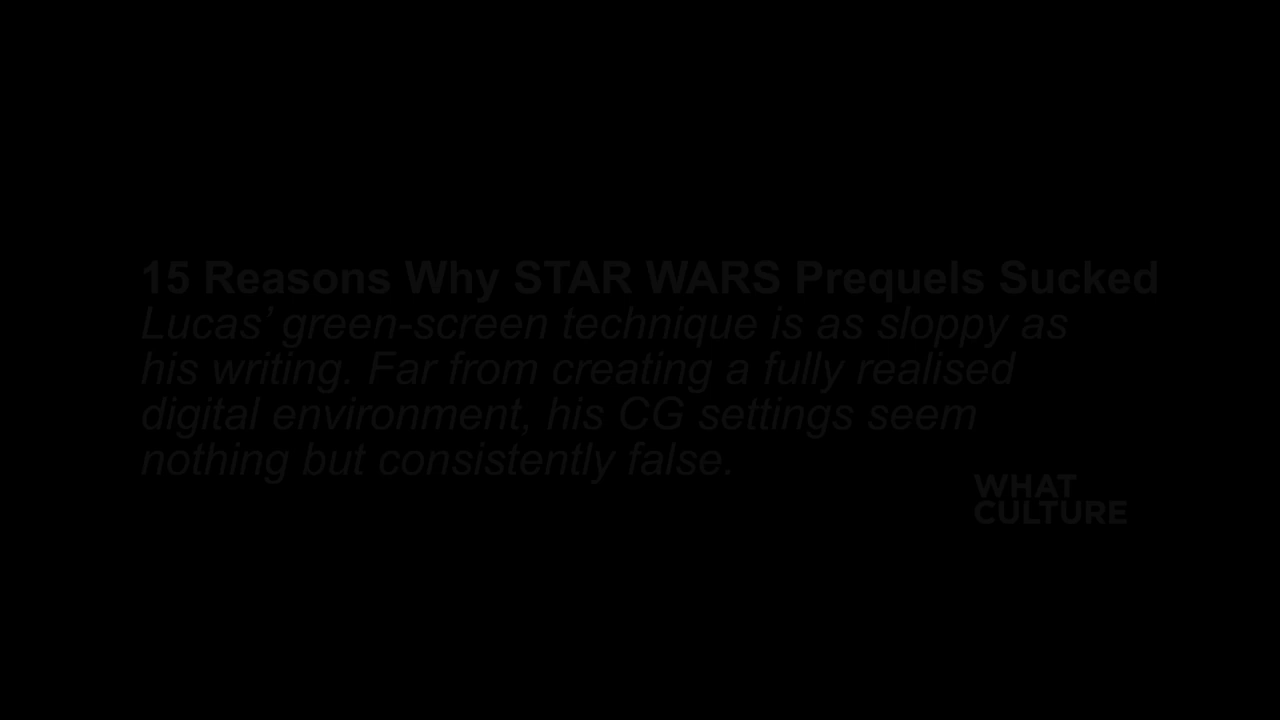 15 Reasons Why STAR WARS Prequels Sucked
Lucas’ green-screen technique is as sloppy as
his writing. Far from creating a fully realised
digital environment, his CG settings seem
nothing but consistently false.
WHAT
CULTURE